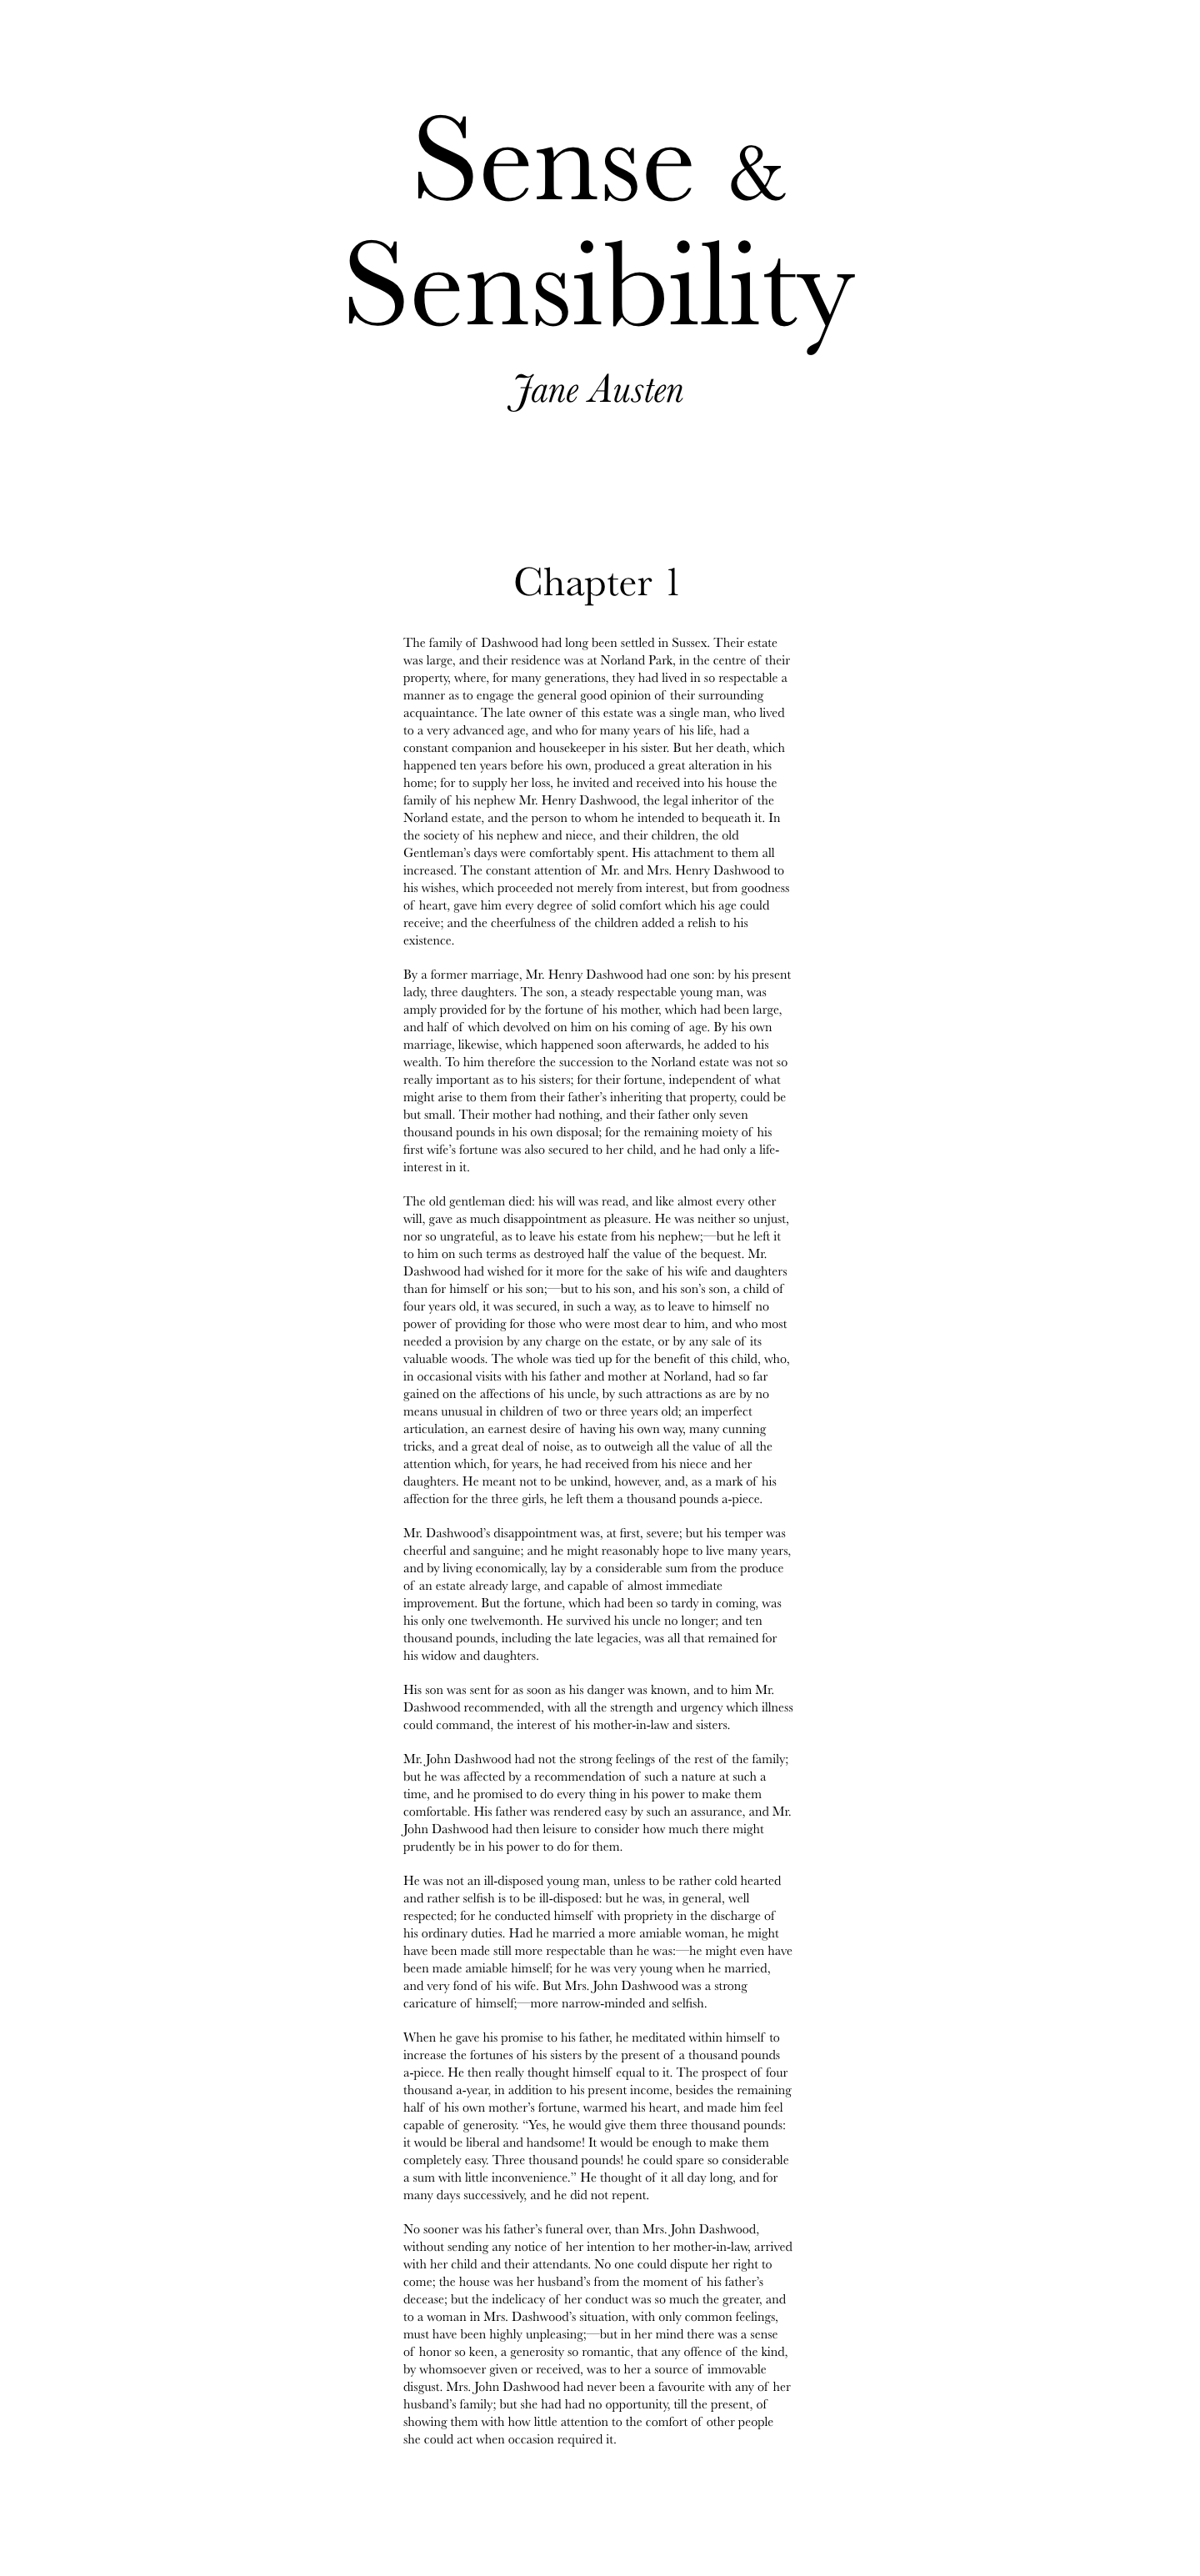 Sense &
Sensibility
Jane Austen
Chapter 1
The family of Dashwood had long been settled in Sussex. Their estate
was large, and their residence was at Norland Park, in the centre of their
property, where, for many generations, they had lived in so respectable a
manner as to engage the general good opinion of their surrounding
acquaintance. The late owner of this estate was a single man, who lived
to a very advanced age, and who for many years of his life, had a
constant companion and housekeeper in his sister. But her death, which
happened ten years before his own, produced a great alteration in his
home; for to supply her loss, he invited and received into his house the
family of his nephew Mr. Henry Dashwood, the legal inheritor of the
Norland estate, and the person to whom he intended to bequeath it. In
the society of his nephew and niece, and their children, the old
Gentleman’s days were comfortably spent. His attachment to them all
increased. The constant attention of Mr. and Mrs. Henry Dashwood to
his wishes, which proceeded not merely from interest, but from goodness
of heart, gave him every degree of solid comfort which his age could
receive; and the cheerfulness of the children added a relish to his
existence.
By a former marriage, Mr. Henry Dashwood had one son: by his present
lady, three daughters. The son, a steady respectable young man, was
amply provided for by the fortune of his mother, which had been large,
and half of which devolved on him on his coming of age. By his own
marriage, likewise, which happened soon afterwards, he added to his
wealth. To him therefore the succession to the Norland estate was not so
really important as to his sisters; for their fortune, independent of what
might arise to them from their father’s inheriting that property, could be
but small. Their mother had nothing, and their father only seven
thousand pounds in his own disposal; for the remaining moiety of his
first wife’s fortune was also secured to her child, and he had only a life-
interest in it.
The old gentleman died: his will was read, and like almost every other
will, gave as much disappointment as pleasure. He was neither so unjust,
nor so ungrateful, as to leave his estate from his nephew;—but he left it
to him on such terms as destroyed half the value of the bequest. Mr.
Dashwood had wished for it more for the sake of his wife and daughters
than for himself or his son;—but to his son, and his son’s son, a child of
four years old, it was secured, in such a way, as to leave to himself no
power of providing for those who were most dear to him, and who most
needed a provision by any charge on the estate, or by any sale of its
valuable woods. The whole was tied up for the benefit of this child, who,
in occasional visits with his father and mother at Norland, had so far
gained on the affections of his uncle, by such attractions as are by no
means unusual in children of two or three years old; an imperfect
articulation, an earnest desire of having his own way, many cunning
tricks, and a great deal of noise, as to outweigh all the value of all the
attention which, for years, he had received from his niece and her
daughters. He meant not to be unkind, however, and, as a mark of his
affection for the three girls, he left them a thousand pounds a-piece.
Mr. Dashwood’s disappointment was, at first, severe; but his temper was
cheerful and sanguine; and he might reasonably hope to live many years,
and by living economically, lay by a considerable sum from the produce
of an estate already large, and capable of almost immediate
improvement. But the fortune, which had been so tardy in coming, was
his only one twelvemonth. He survived his uncle no longer; and ten
thousand pounds, including the late legacies, was all that remained for
his widow and daughters.
His son was sent for as soon as his danger was known, and to him Mr.
Dashwood recommended, with all the strength and urgency which illness
could command, the interest of his mother-in-law and sisters.
Mr. John Dashwood had not the strong feelings of the rest of the family;
but he was affected by a recommendation of such a nature at such a
time, and he promised to do every thing in his power to make them
comfortable. His father was rendered easy by such an assurance, and Mr.
John Dashwood had then leisure to consider how much there might
prudently be in his power to do for them.
He was not an ill-disposed young man, unless to be rather cold hearted
and rather selfish is to be ill-disposed: but he was, in general, well
respected; for he conducted himself with propriety in the discharge of
his ordinary duties. Had he married a more amiable woman, he might
have been made still more respectable than he was:—he might even have
been made amiable himself; for he was very young when he married,
and very fond of his wife. But Mrs. John Dashwood was a strong
caricature of himself;—more narrow-minded and selfish.
When he gave his promise to his father, he meditated within himself to
increase the fortunes of his sisters by the present of a thousand pounds
a-piece. He then really thought himself equal to it. The prospect of four
thousand a-year, in addition to his present income, besides the remaining
half of his own mother’s fortune, warmed his heart, and made him feel
capable of generosity. “Yes, he would give them three thousand pounds:
it would be liberal and handsome! It would be enough to make them
completely easy. Three thousand pounds! he could spare so considerable
a sum with little inconvenience.” He thought of it all day long, and for
many days successively, and he did not repent.
No sooner was his father’s funeral over, than Mrs. John Dashwood,
without sending any notice of her intention to her mother-in-law, arrived
with her child and their attendants. No one could dispute her right to
come; the house was her husband’s from the moment of his father’s
decease; but the indelicacy of her conduct was so much the greater, and
to a woman in Mrs. Dashwood’s situation, with only common feelings,
must have been highly unpleasing;—but in her mind there was a sense
of honor so keen, a generosity so romantic, that any offence of the kind,
by whomsoever given or received, was to her a source of immovable
disgust. Mrs. John Dashwood had never been a favourite with any of her
husband’s family; but she had had no opportunity, till the present, of
showing them with how little attention to the comfort of other people
she could act when occasion required it.